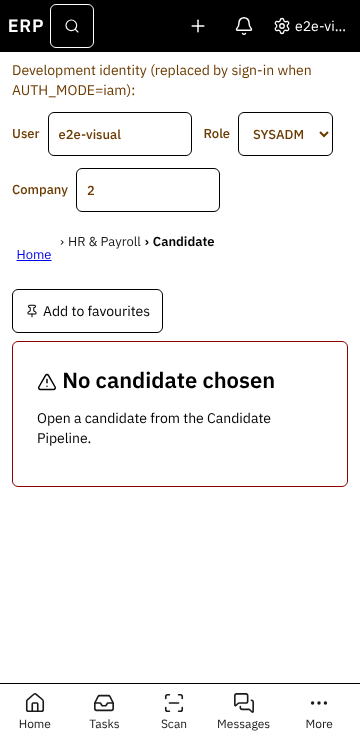 ERP
e2e-vi...
Development identity (replaced by sign-in when
AUTH_MODE=iam):
User e2e-visual Role SYSADM
Company 2
Home › HR & Payroll › Candidate
Add to favourites
No candidate chosen
Open a candidate from the Candidate
Pipeline.
Home Tasks Scan Messages More